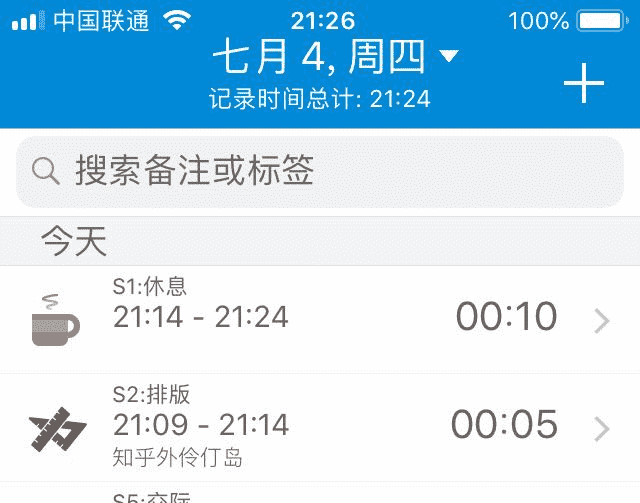 中国联通 21:26 100%
七月 4, 周四
记录时间总计: 21:24
搜索备注或标签
今天
S1:休息
21:14 - 21:24 00:10
S2:排版
21:09 - 21:14 00:05
知乎外伶仃岛
S5:交际